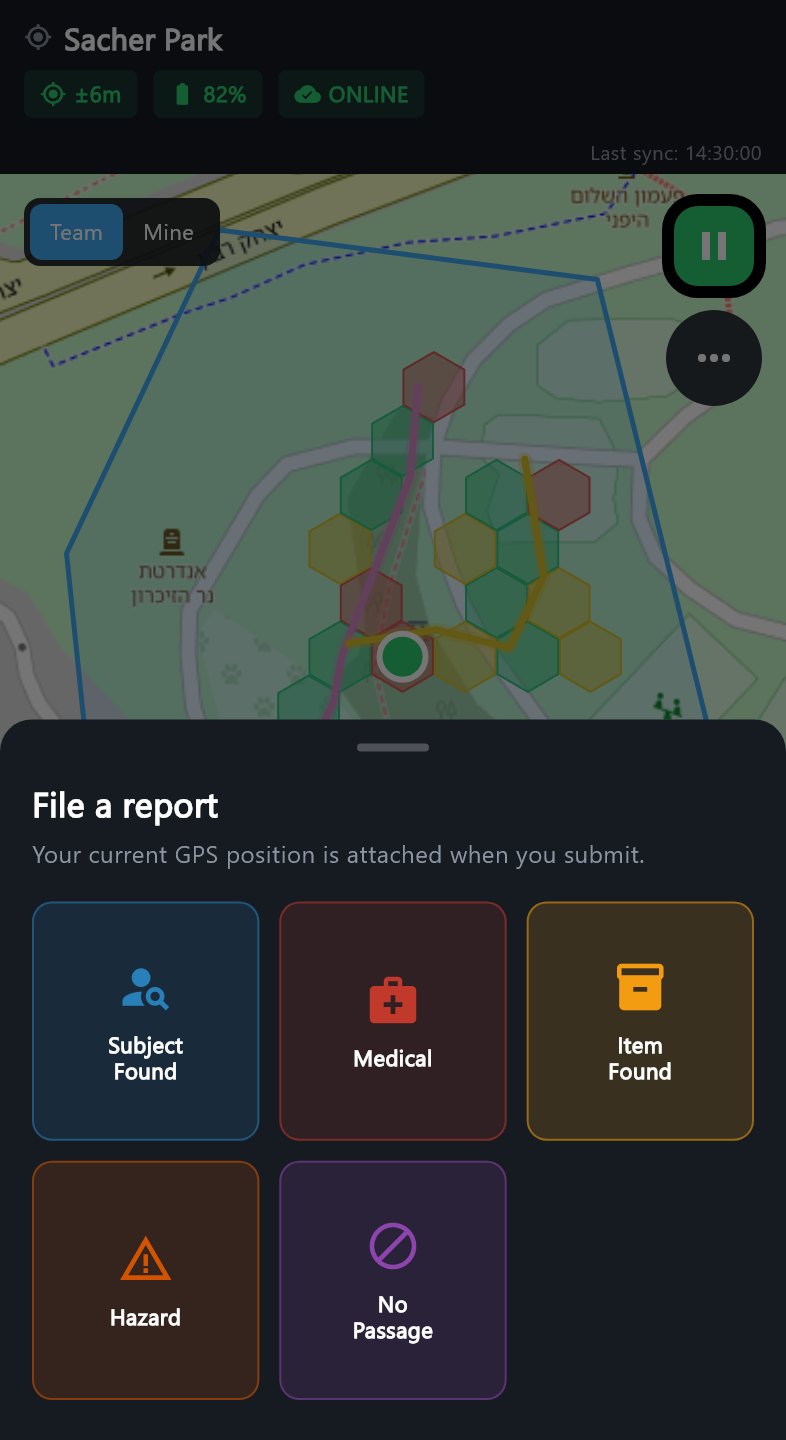 Sacher Park
±6m
82%
ONLINE
Last sync: 14:30:00
Team
Mine
פעמון השלום
היפני
יצחק
אנדרטת
נר הזיכרון
File a report
Your current GPS position is attached when you submit.
Subject
Found
Medical
Item
Found
Hazard
No
Passage